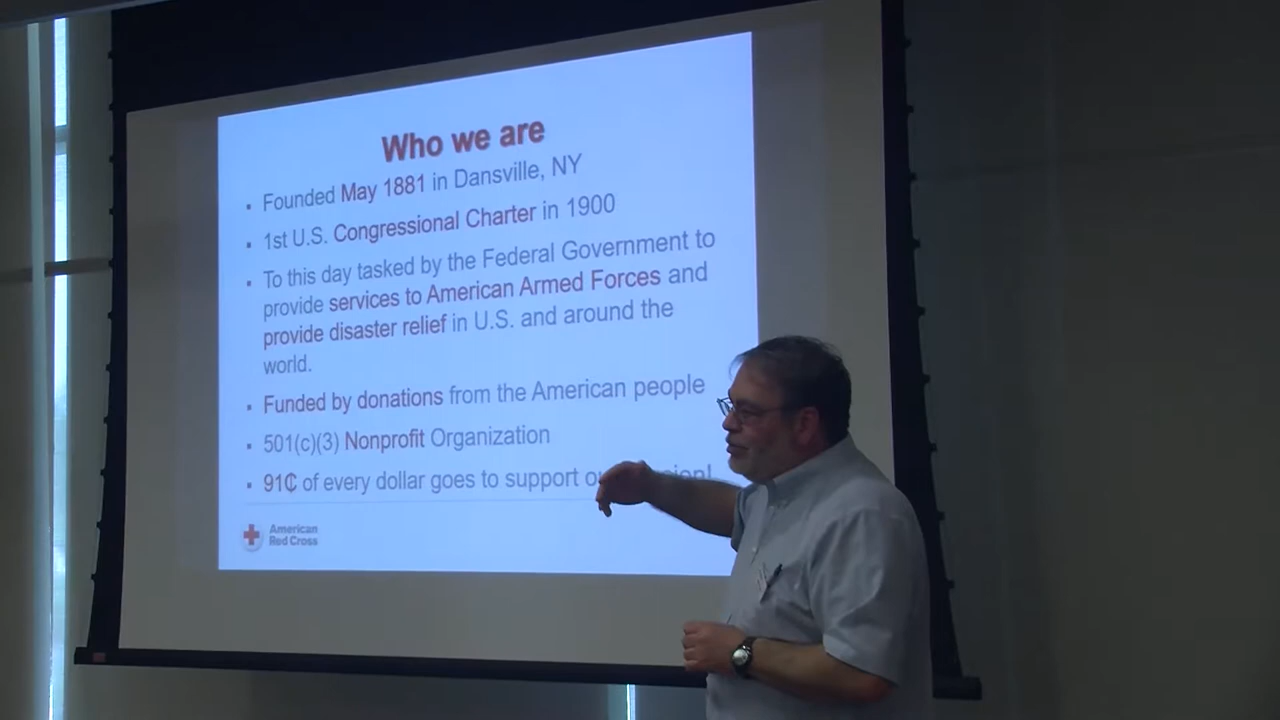 Who we are
Founded May 1881 in Dansville, NY
1st U.S. Congressional Charter in 1900
To this day tasked by the Federal Government to
provide services to American Armed Forces and
provide disaster relief in U.S. and around the
world.
Funded by donations from the American people
501(c)(3) Nonprofit Organization
91₵ of every dollar goes to support
American
Red Cross